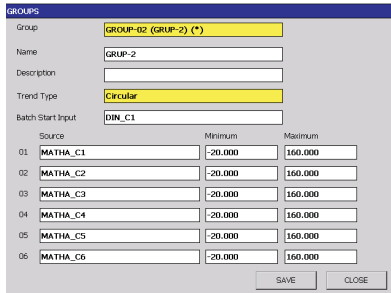 GROUPS
Group GROUP-02 (GRUP-2) (*)
Name GRUP-2
Description
Trend Type Circular
Batch Start Input DIN_C1
Source Minimum Maximum
01 MATHA_C1 -20.000 160.000
02 MATHA_C2 -20.000 160.000
03 MATHA_C3 -20.000 160.000
04 MATHA_C4 -20.000 160.000
05 MATHA_C5 -20.000 160.000
06 MATHA_C6 -20.000 160.000
SAVE CLOSE